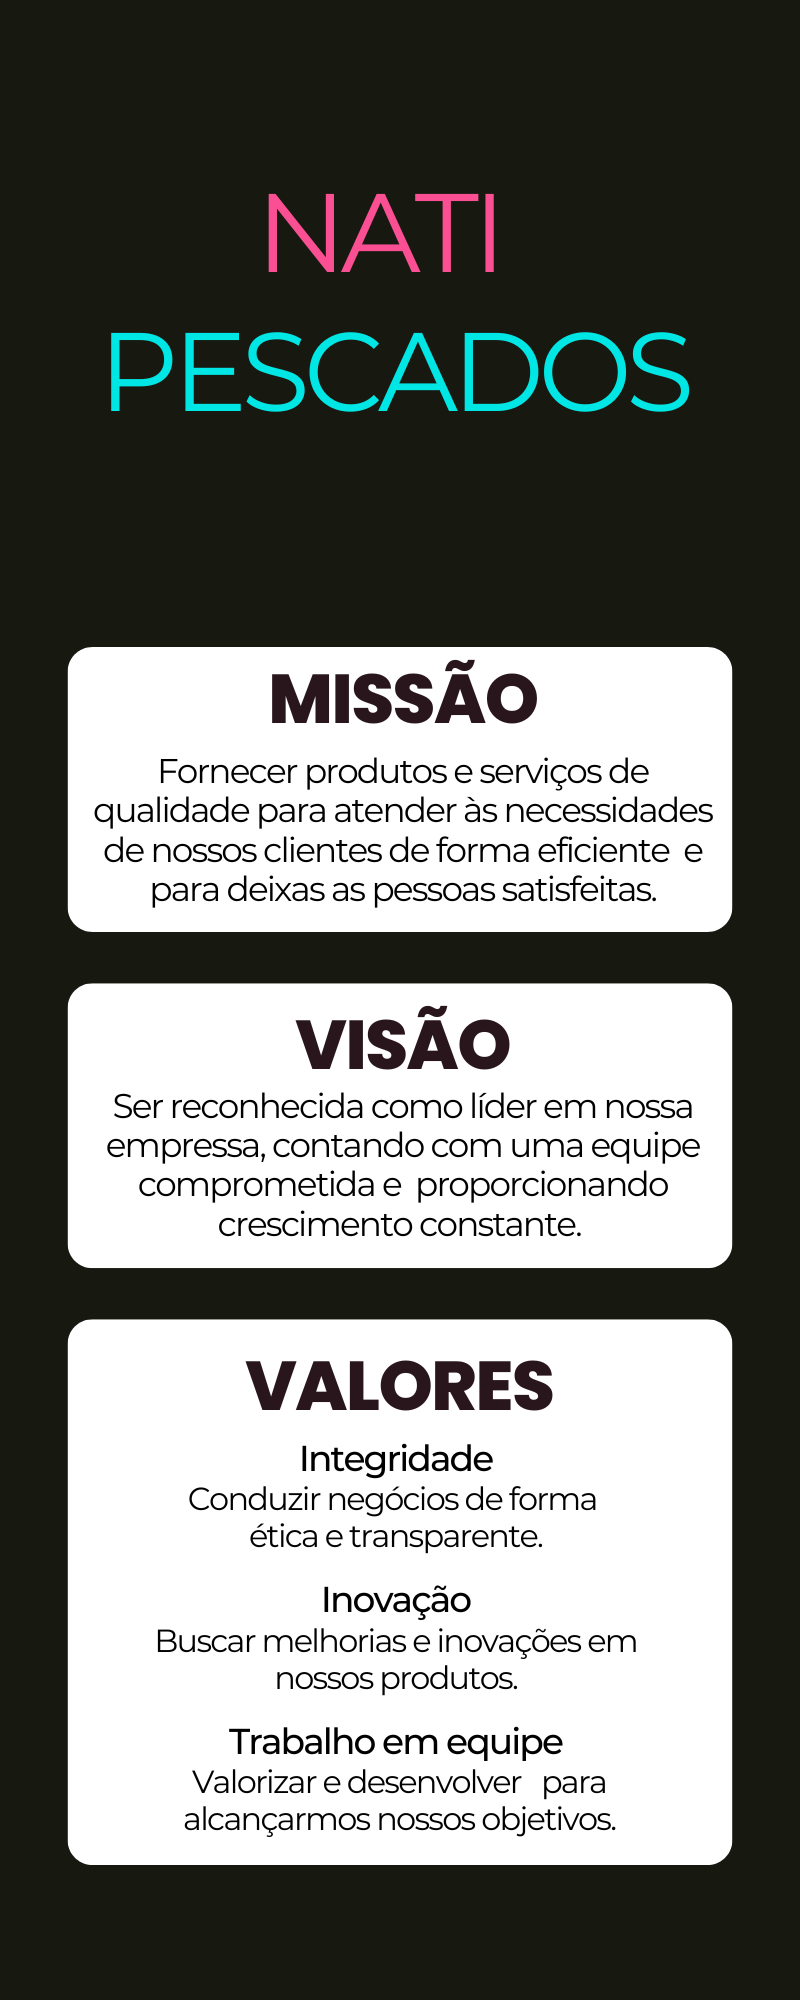 NATI
PESCADOS
MISSÃO
Fornecer produtos e serviços de
qualidade para atender às necessidades
de nossos clientes de forma eficiente  e
para deixas as pessoas satisfeitas.
VISÃO
Ser reconhecida como líder em nossa
empressa, contando com uma equipe
comprometida e  proporcionando
crescimento constante.
VALORES
Integridade
Conduzir negócios de forma
ética e transparente.
Inovação
Buscar melhorias e inovações em
nossos produtos.
Trabalho em equipe
Valorizar e desenvolver   para
alcançarmos nossos objetivos.